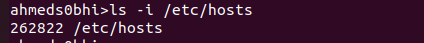 ahmeds0bhi>ls -i /etc/hosts
262822 /etc/hosts